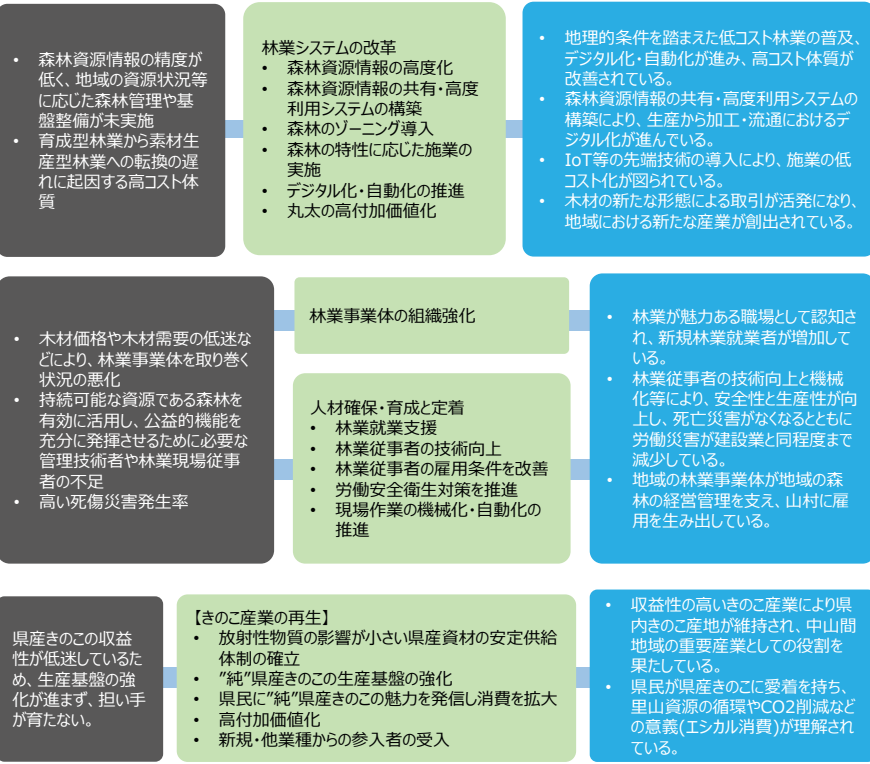 • 森林資源情報の精度が
低く、地域の資源状況等
に応じた森林管理や基
盤整備が未実施
• 育成型林業から素材生
産型林業への転換の遅
れに起因する高コスト体
質
林業システムの改革
• 森林資源情報の高度化
• 森林資源情報の共有・高度
利用システムの構築
• 森林のゾーニング導入
• 森林の特性に応じた施業の
実施
• デジタル化・自動化の推進
• 丸太の高付加価値化
• 地理的条件を踏まえた低コスト林業の普及、
デジタル化・自動化が進み、高コスト体質が
改善されている。
• 森林資源情報の共有・高度利用システムの
構築により、生産から加工・流通におけるデ
ジタル化が進んでいる。
• IoT等の先端技術の導入により、施業の低
コスト化が図られている。
• 木材の新たな形態による取引が活発になり、
地域における新たな産業が創出されている。
• 木材価格や木材需要の低迷な
どにより、林業事業体を取り巻く
状況の悪化
• 持続可能な資源である森林を
有効に活用し、公益的機能を
充分に発揮させるために必要な
管理技術者や林業現場従事
者の不足
• 高い死傷災害発生率
林業事業体の組織強化
人材確保・育成と定着
• 林業就業支援
• 林業従事者の技術向上
• 林業従事者の雇用条件を改善
• 労働安全衛生対策を推進
• 現場作業の機械化・自動化の
推進
• 林業が魅力ある職場として認知さ
れ、新規林業就業者が増加して
いる。
• 林業従事者の技術向上と機械
化等により、安全性と生産性が向
上し、死亡災害がなくなるとともに
労働災害が建設業と同程度まで
減少している。
• 地域の林業事業体が地域の森
林の経営管理を支え、山村に雇
用を生み出している。
県産きのこの収益
性が低迷しているた
め、生産基盤の強
化が進まず、担い手
が育たない。
【きのこ産業の再生】
• 放射性物質の影響が小さい県産資材の安定供給
体制の確立
• ”純”県産きのこの生産基盤の強化
• 県民に”純”県産きのこの魅力を発信し消費を拡大
• 高付加価値化
• 新規・他業種からの参入者の受入
• 収益性の高いきのこ産業により県
内きのこ産地が維持され、中山間
地域の重要産業としての役割を
果たしている。
• 県民が県産きのこに愛着を持ち、
里山資源の循環やCO2削減など
の意義(エシカル消費)が理解され
ている。